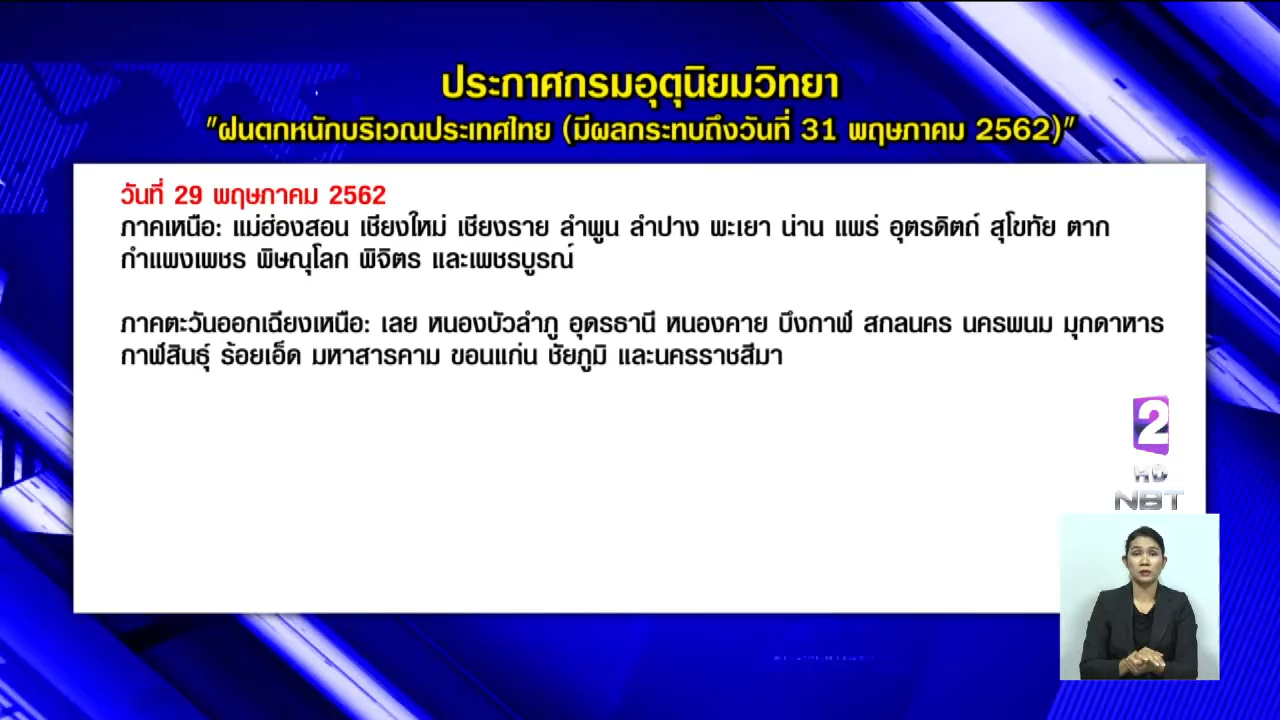 ประกาศกรมอุตุนิยมวิทยา
"ฝนตกหนักบริเวณประเทศไทย (มีผลกระทบถึงวันที่ 31 พฤษภาคม 2562)"
วันที่ 29 พฤษภาคม 2562
ภาคเหนือ: แม่ฮ่องสอน เชียงใหม่ เชียงราย ลำพูน ลำปาง พะเยา น่าน แพร่ อุตรดิตถ์ สุโขทัย ตาก
กำแพงเพชร พิษณุโลก พิจิตร และเพชรบูรณ์
ภาคตะวันออกเฉียงเหนือ: เลย หนองบัวลำภู อุดรธานี หนองคาย บึงกาฬ สกลนคร นครพนม มุกดาหาร
กาฬสินธุ์ ร้อยเอ็ด มหาสารคาม ขอนแก่น ชัยภูมิ และนครราชสีมา
2
HD
NBT